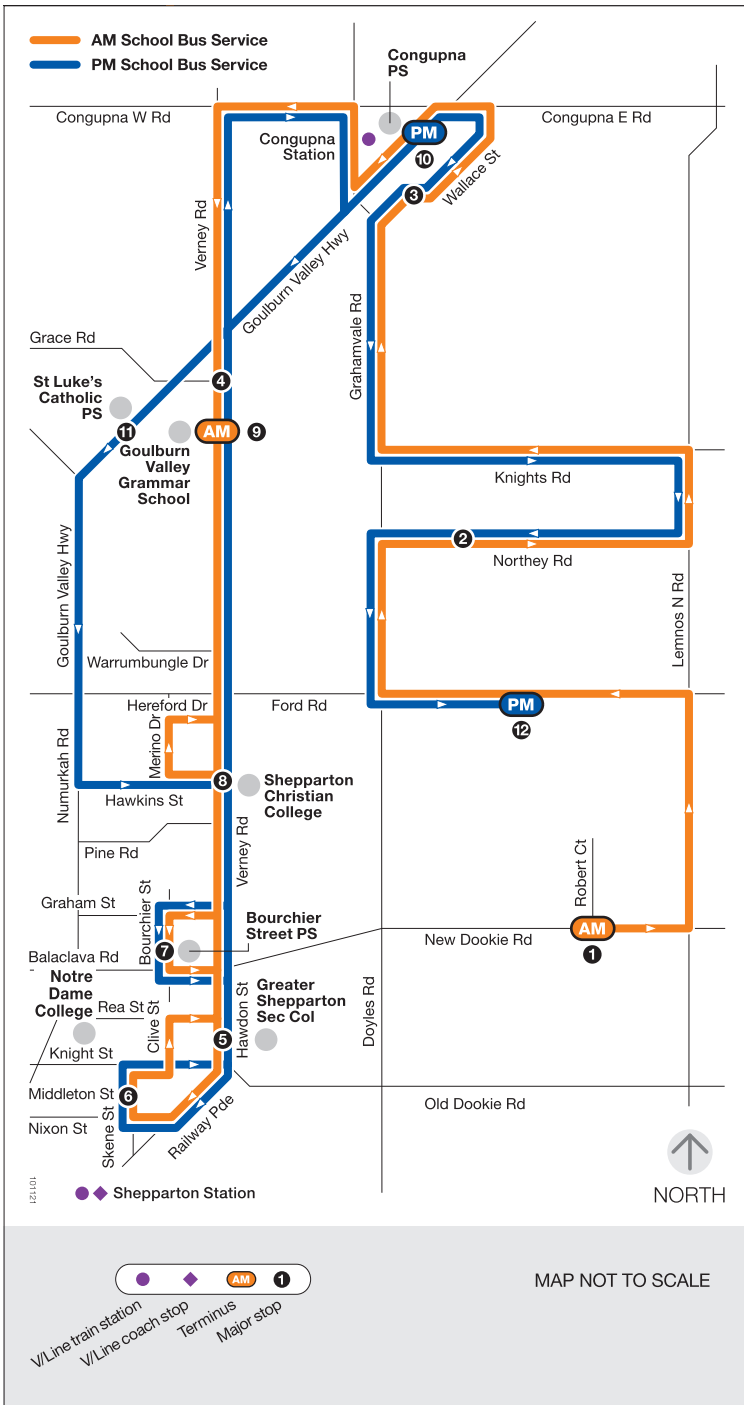 AM School Bus Service
PM School Bus Service
Congupna
PS
Congupna W Rd
Congupna E Rd
Congupna
Station
PM
10
Wallace St
3
Verney Rd
Goulburn Valley Hwy
Grahamvale Rd
Grace Rd
4
St Luke's
Catholic
PS
11
AM
9
Goulburn
Valley
Grammar
School
Knights Rd
2
Northey Rd
Goulburn Valley Hwy
Lemnos N Rd
Warrumbungle Dr
Hereford Dr
Ford Rd
PM
12
Merino Dr
Numurkah Rd
8
Shepparton
Christian
College
Hawkins St
Verney Rd
Pine Rd
Robert Ct
Graham St
Bourchier St
Bourchier
Street PS
AM
1
New Dookie Rd
7
Balaclava Rd
Notre
Dame
College
Greater
Shepparton
Sec Col
Hawdon St
Doyles Rd
Rea St
Clive St
5
Knight St
Middleton St
6
Old Dookie Rd
Nixon St
Skene St
Railway Pde
101121
Shepparton Station
NORTH
AM
1
V/Line train station
V/Line coach stop
Terminus
Major stop
MAP NOT TO SCALE